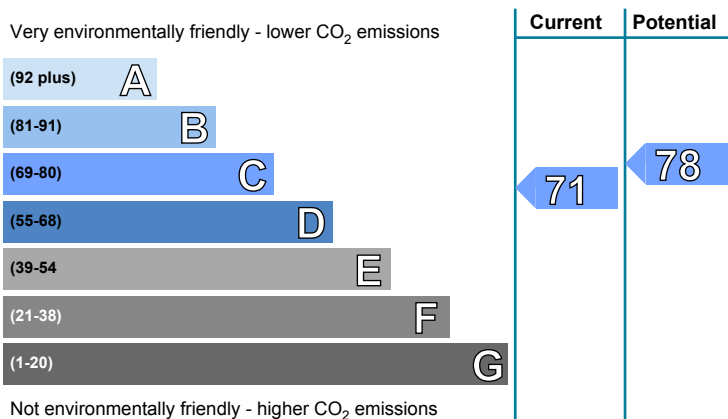 Current Potential
Very environmentally friendly - lower CO2 emissions
(92 plus) A
(81-91) B
(69-80) C
(55-68) D
(39-54 E
(21-38) F
(1-20) G
71
78
Not environmentally friendly - higher CO2 emissions